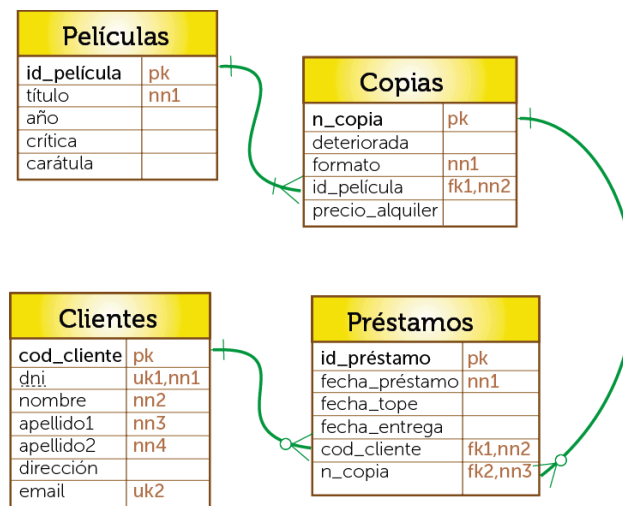 Películas
id_película pk
título nn1
año
crítica
carátula
Copias
n_copia pk
deteriorada
formato nn1
id_película fk1,nn2
precio_alquiler
Clientes
cod_cliente pk
dni uk1,nn1
nombre nn2
apellido1 nn3
apellido2 nn4
dirección
email uk2
Préstamos
id_préstamo pk
fecha_préstamo nn1
fecha_tope
fecha_entrega
cod_cliente fk1,nn2
n_copia fk2,nn3